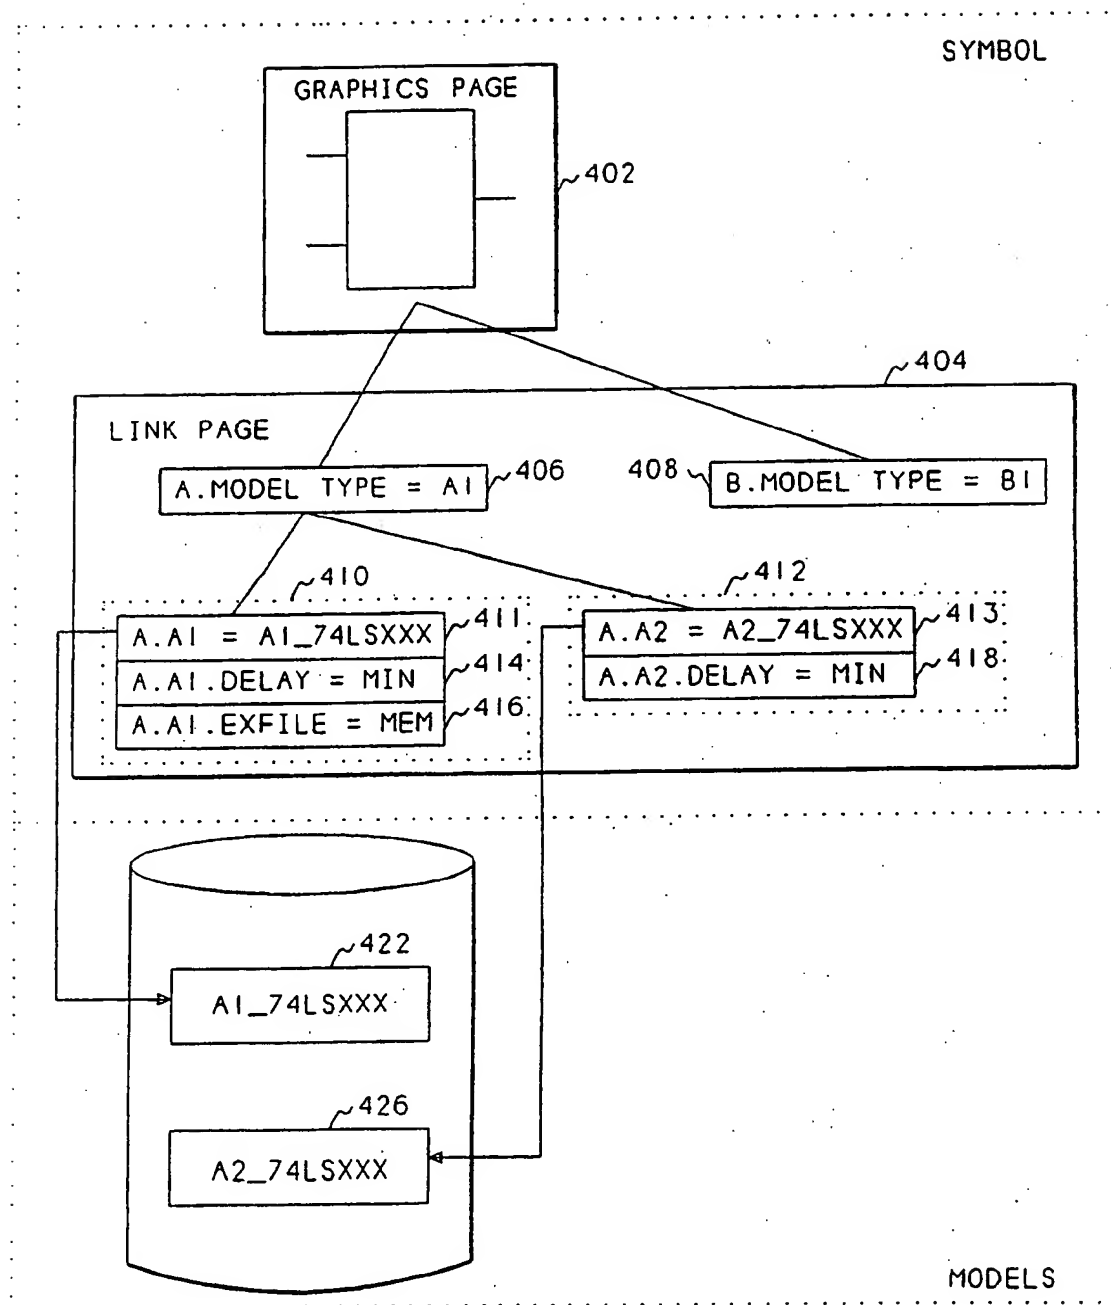 SYMBOL
GRAPHICS PAGE
402
404
LINK PAGE
A.MODEL TYPE = A1
406
408
B.MODEL TYPE = B1
410
412
A.A1 = A1_74LSXXX
411
A.A2 = A2_74LSXXX
413
A.A1.DELAY = MIN
414
A.A2.DELAY = MIN
418
A.A1.EXFILE = MEM
416
422
A1_74LSXXX
426
A2_74LSXXX
MODELS